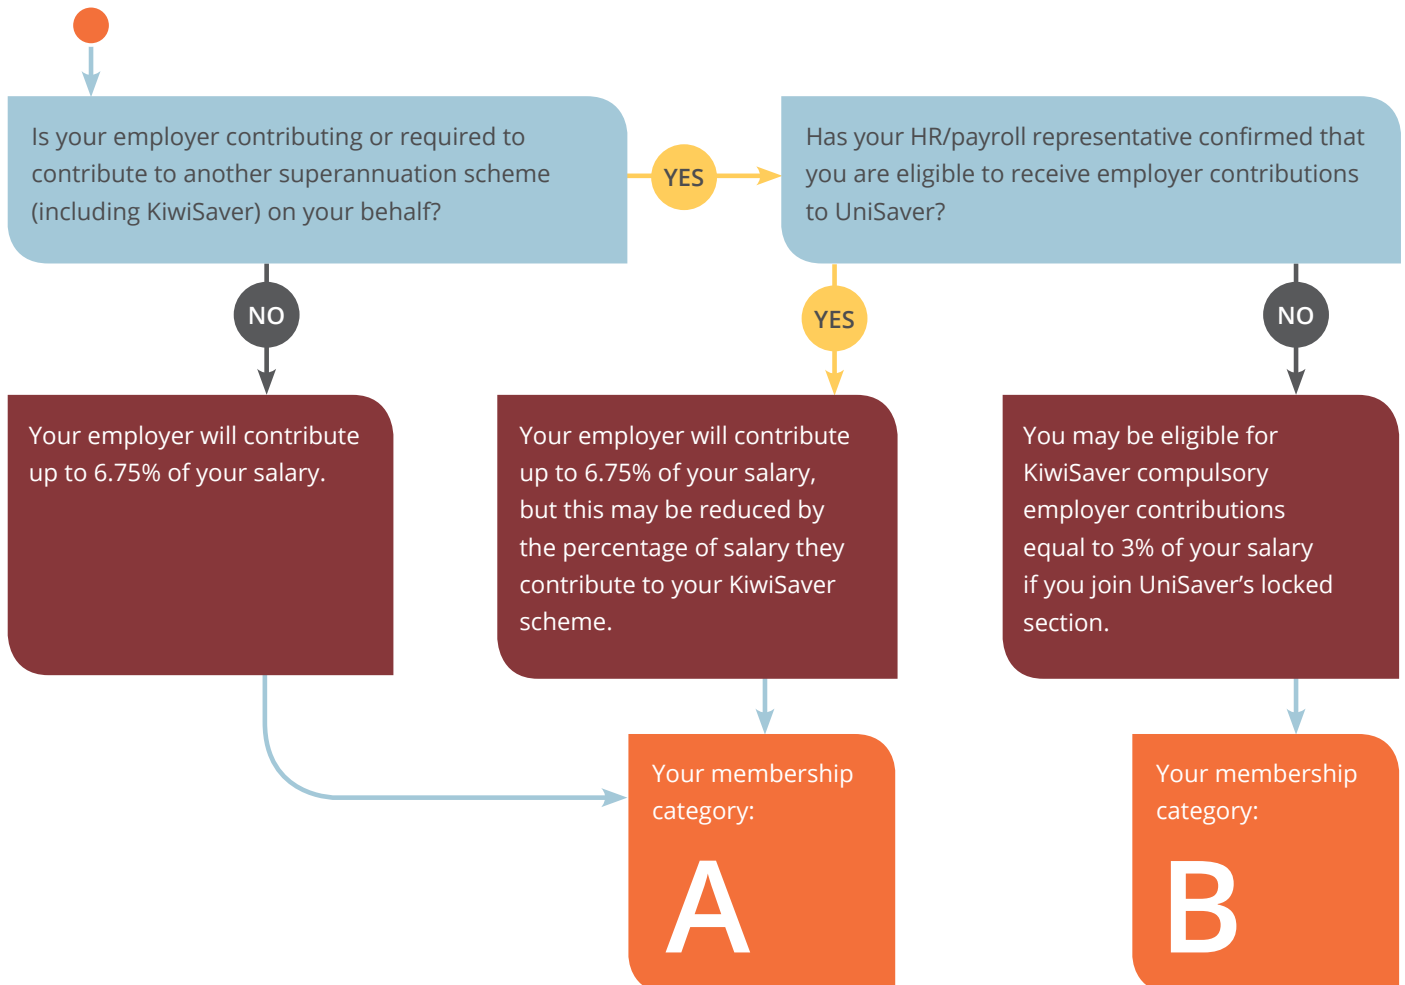 Is your employer contributing or required to
contribute to another superannuation scheme
(including KiwiSaver) on your behalf?
YES
Has your HR/payroll representative confirmed that
you are eligible to receive employer contributions
to UniSaver?
NO
YES
NO
Your employer will contribute
up to 6.75% of your salary.
Your employer will contribute
up to 6.75% of your salary,
but this may be reduced by
the percentage of salary they
contribute to your KiwiSaver
scheme.
You may be eligible for
KiwiSaver compulsory
employer contributions
equal to 3% of your salary
if you join UniSaver’s locked
section.
Your membership
category:
A
Your membership
category:
B